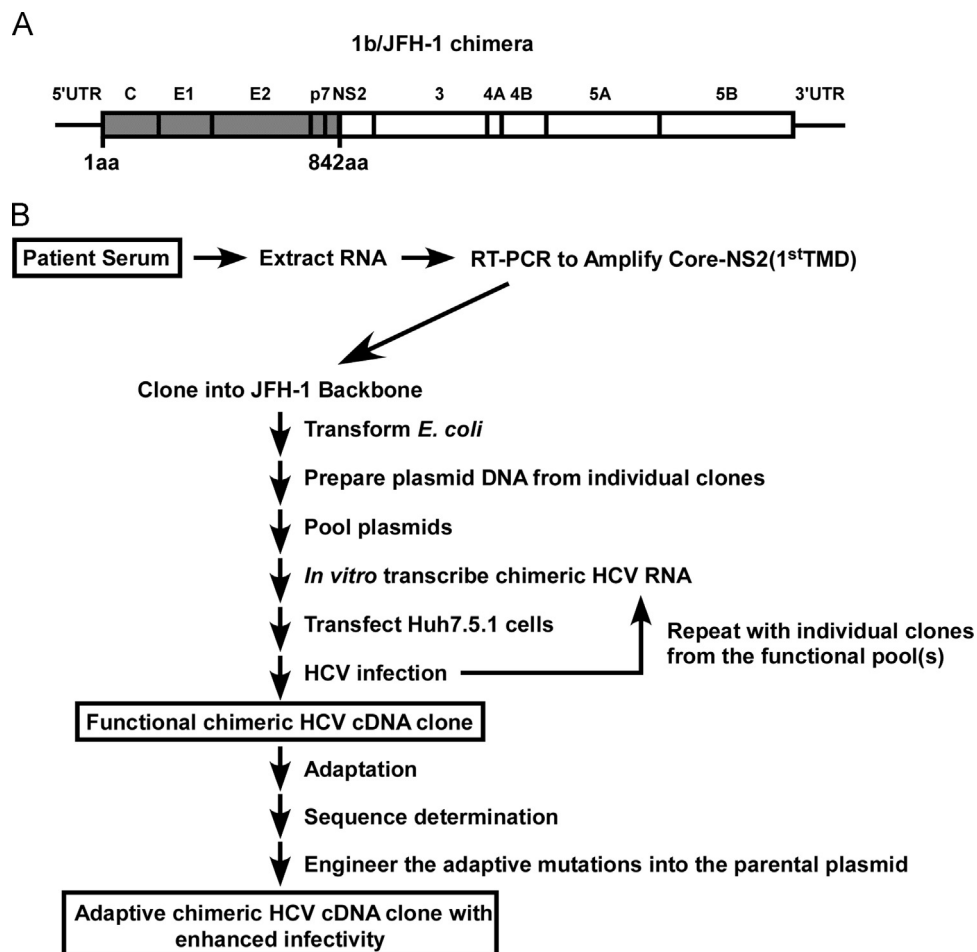 A
1b/JFH-1 chimera
5'UTR C E1 E2 p7 NS2 3 4A 4B 5A 5B 3'UTR
1aa 842aa
B
Patient Serum Extract RNA RT-PCR to Amplify Core-NS2(1stTMD)
Clone into JFH-1 Backbone
Transform E. coli
Prepare plasmid DNA from individual clones
Pool plasmids
In vitro transcribe chimeric HCV RNA
Transfect Huh7.5.1 cells
Repeat with individual clones
from the functional pool(s)
HCV infection
Functional chimeric HCV cDNA clone
Adaptation
Sequence determination
Engineer the adaptive mutations into the parental plasmid
Adaptive chimeric HCV cDNA clone with
enhanced infectivity